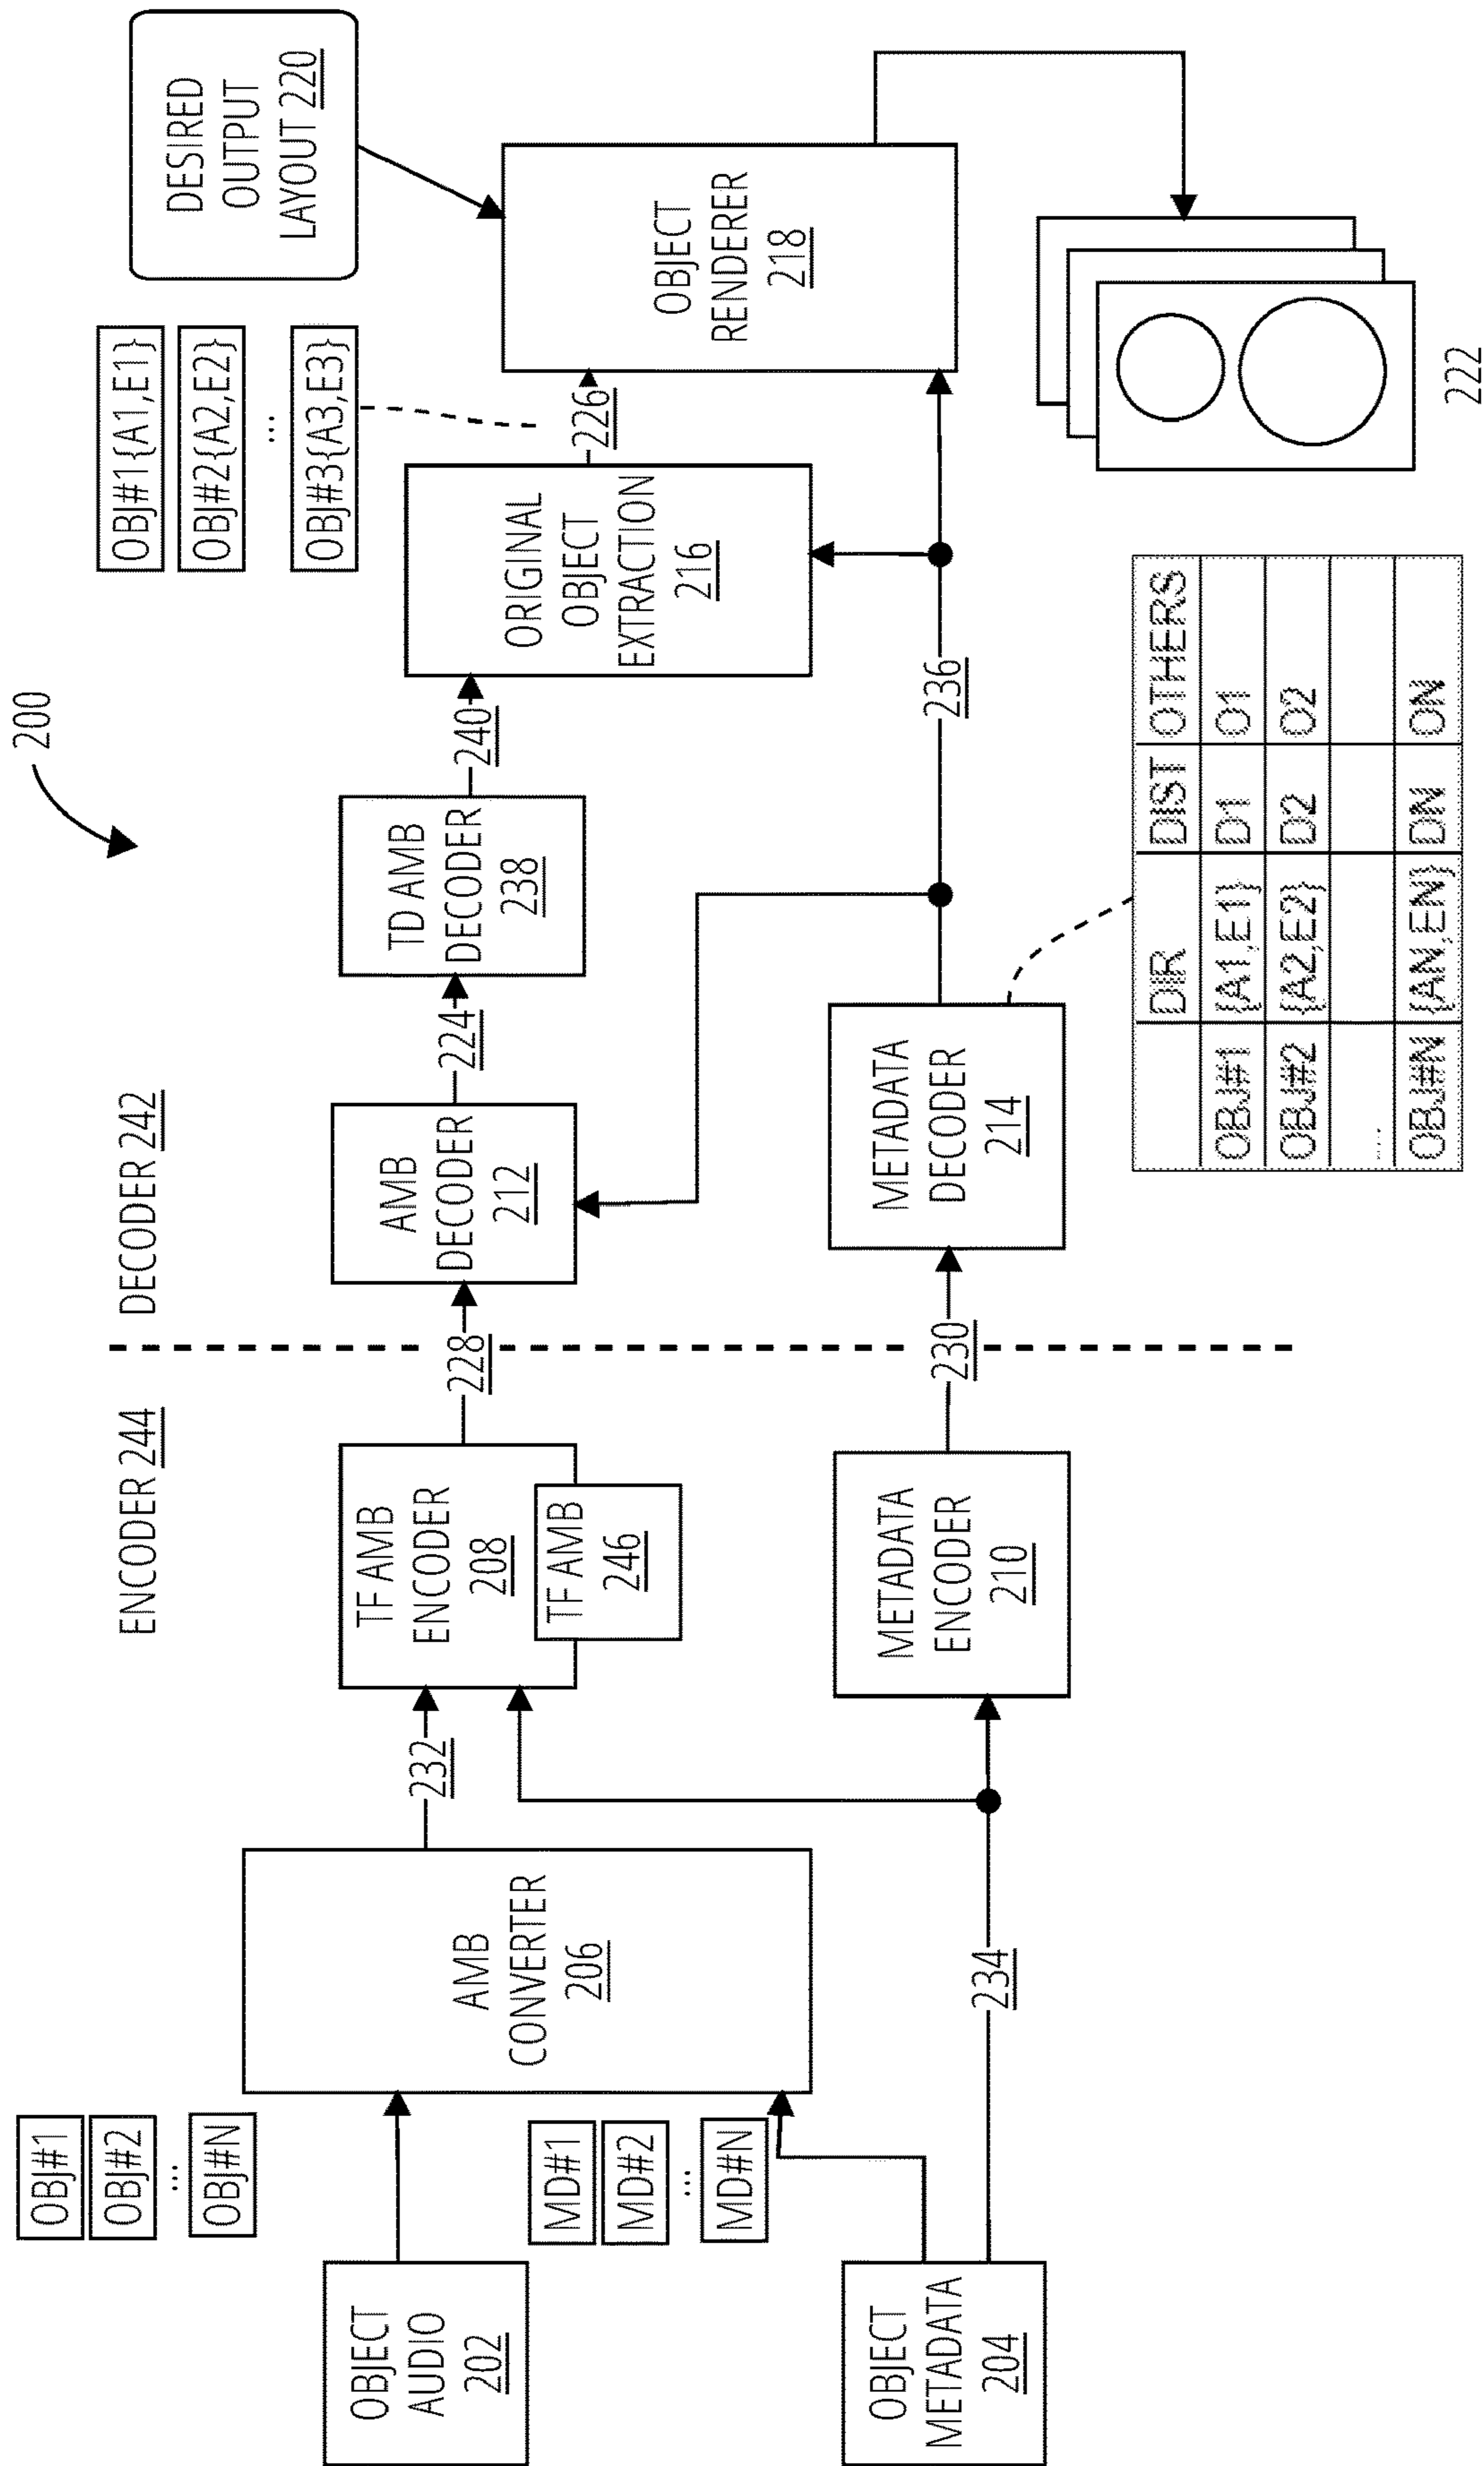 200
ENCODER 244
DECODER 242
OBJ#1
OBJ#2
...
OBJ#N
OBJECT
AUDIO
202
MD#1
MD#2
...
MD#N
OBJECT
METADATA
204
AMB
CONVERTER
206
232
234
TF AMB
ENCODER
208
TF AMB
246
METADATA
ENCODER
210
228
230
AMB
DECODER
212
METADATA
DECODER
214
224
TD AMB
DECODER
238
240
236
ORIGINAL
OBJECT
EXTRACTION
216
226
OBJ#1{A1,E1}
OBJ#2{A2,E2}
...
OBJ#3{A3,E3}
OBJECT
RENDERER
218
DESIRED
OUTPUT
LAYOUT 220
222
DIR DIST OTHERS
OBJ#1 {A1,E1} D1 O1
OBJ#2 {A2,E2} D2 O2
...
OBJ#N {AN,EN} DN ON